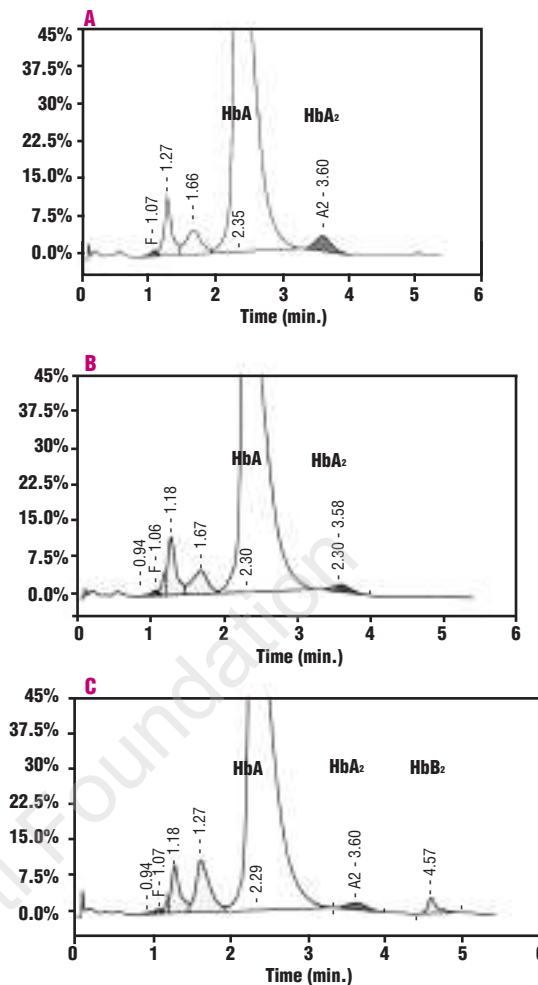 A
45%
37.5%
30%
22.5%
15.0%
7.5%
0.0%
HbA
HbA₂
F - 1.07
- 1.27
- 1.66
- 2.35
A2 - 3.60
0 1 2 3 4 5 6
Time (min.)
B
45%
37.5%
30%
22.5%
15.0%
7.5%
0.0%
HbA
HbA₂
- 0.94
F - 1.06
- 1.18
- 1.67
2.30
2.30 - 3.58
0 1 2 3 4 5 6
Time (min.)
C
45%
37.5%
30%
22.5%
15.0%
7.5%
0.0%
HbA
HbA₂
HbB₂
- 0.94
F - 1.07
- 1.18
- 1.27
- 2.29
A2 - 3.60
- 4.57
0 1 2 3 4 5 6
Time (min.)
Foundation